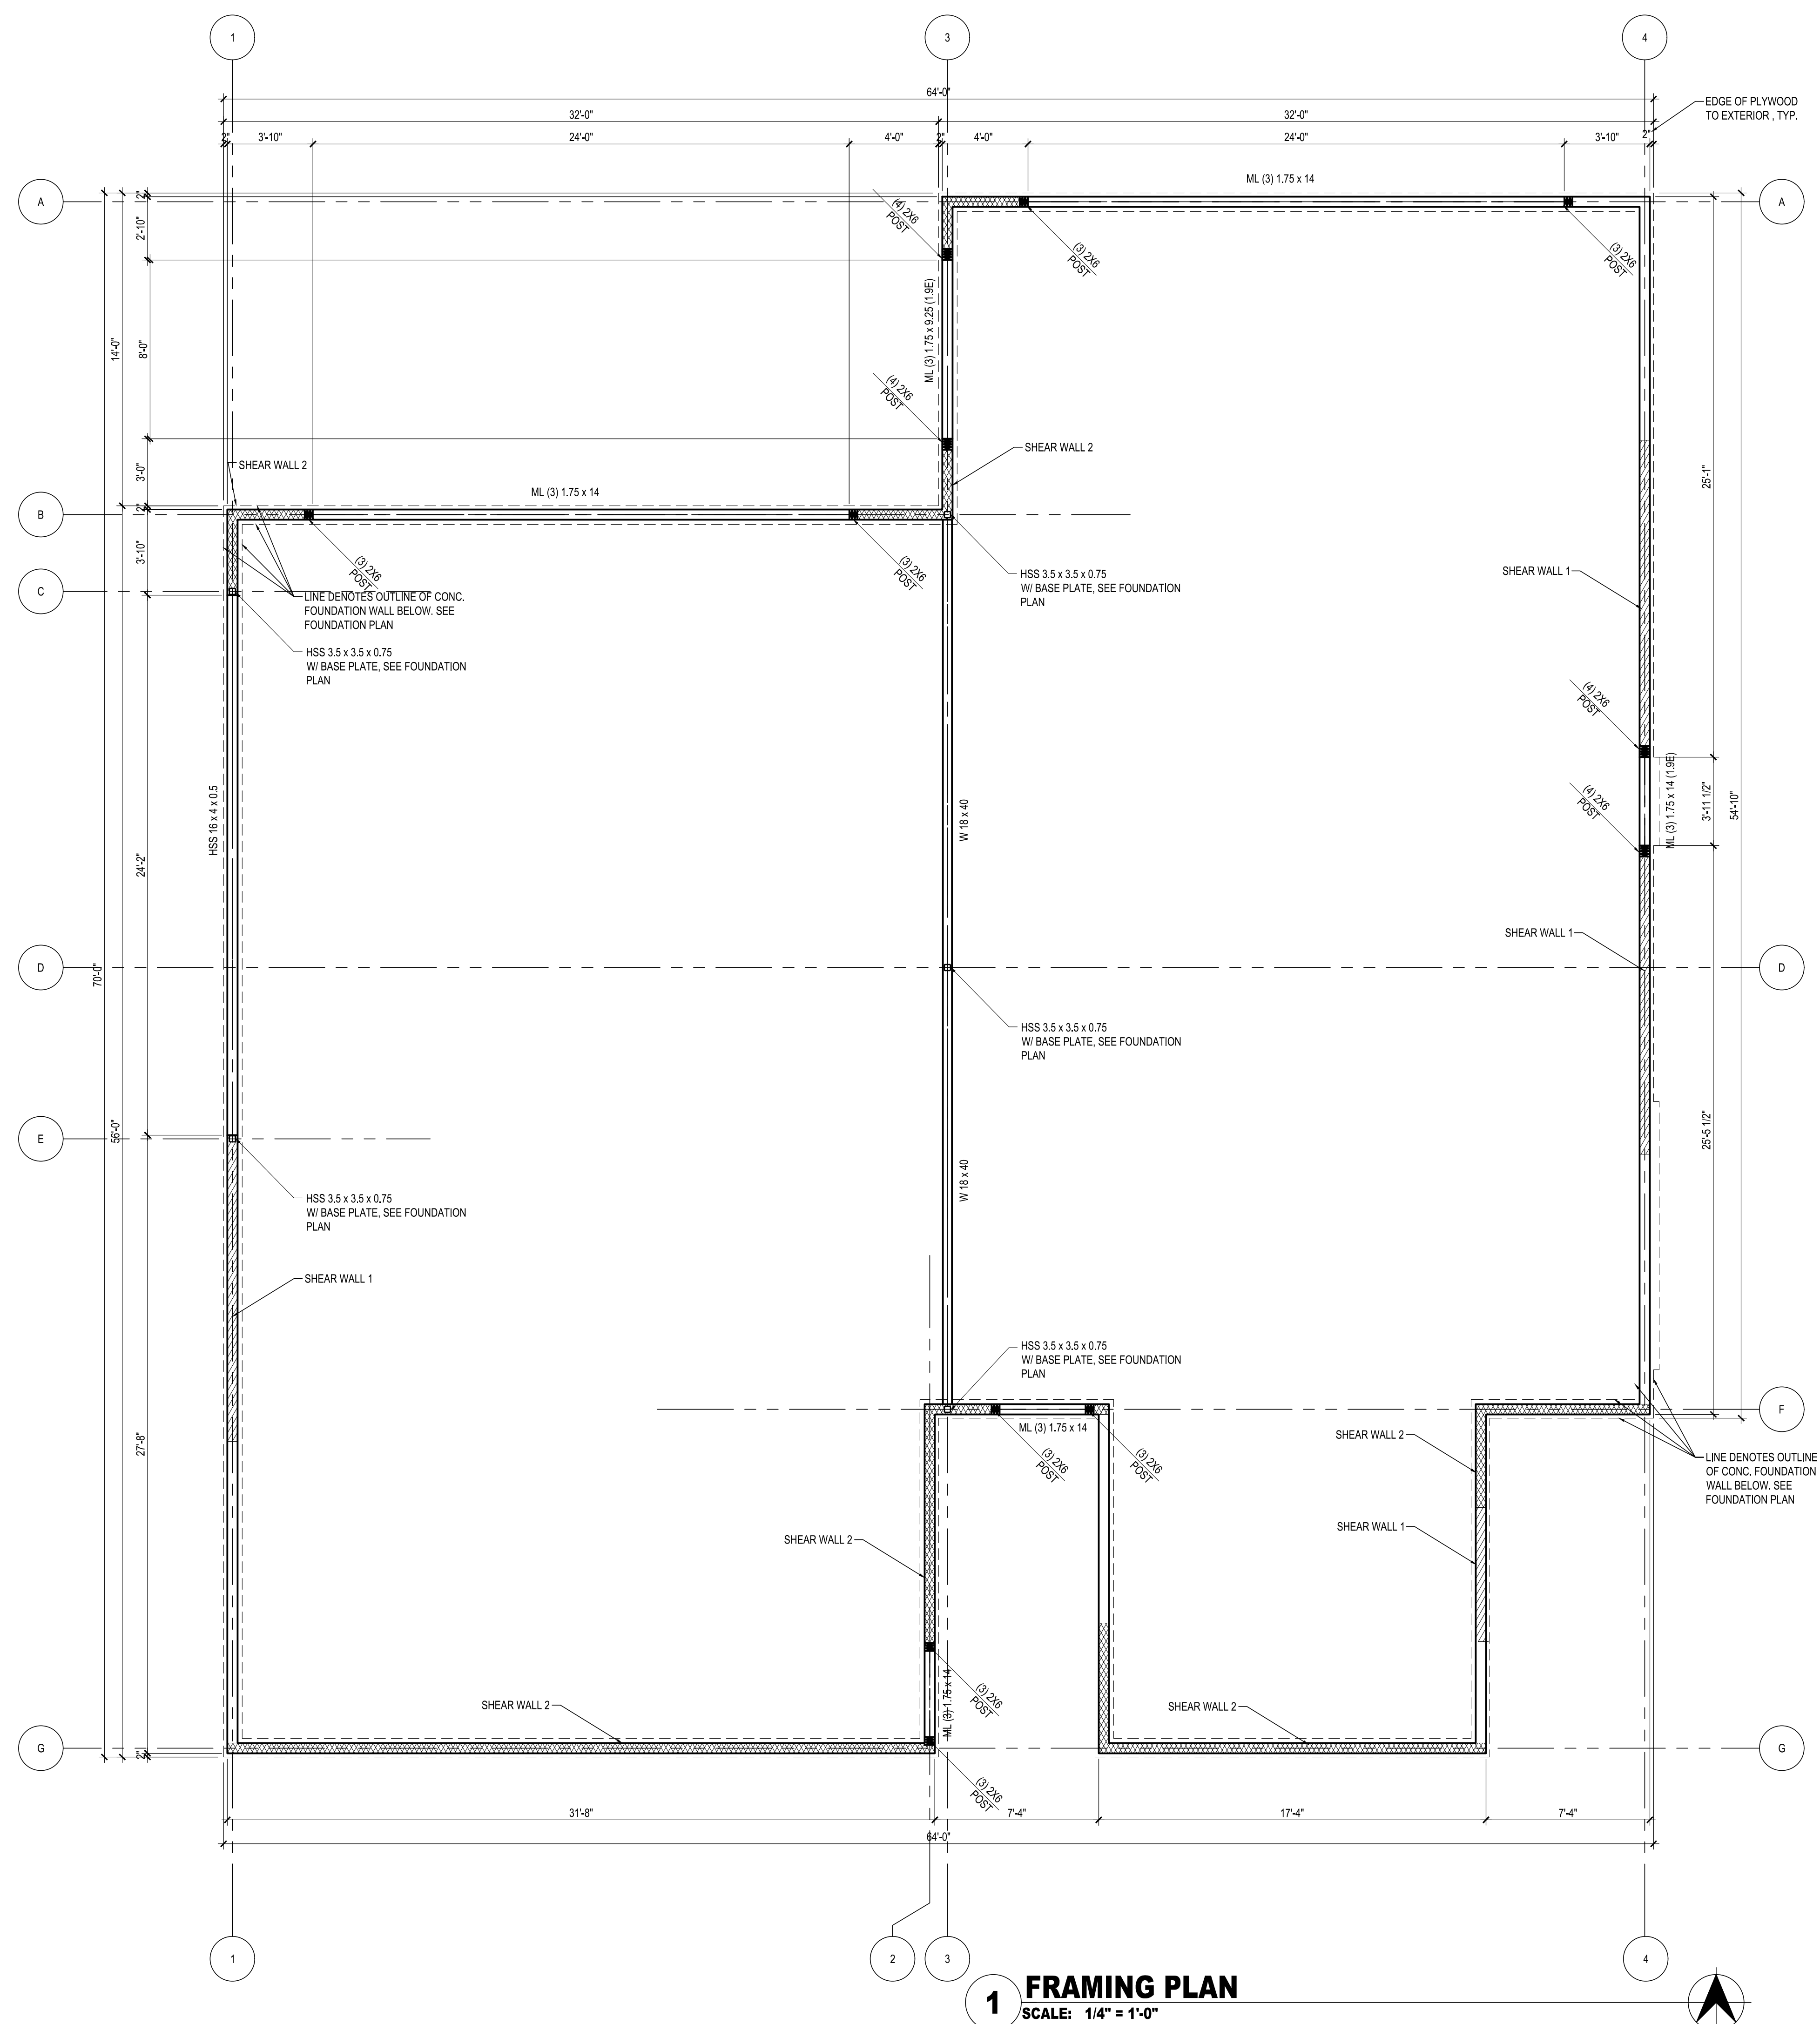 1
3
4
64'-0"
32'-0"
32'-0"
EDGE OF PLYWOOD
TO EXTERIOR , TYP.
2"
3'-10"
24'-0"
4'-0"
2"
4'-0"
24'-0"
3'-10"
2"
ML (3) 1.75 x 14
A
A
2"
2'-10"
(4) 2X6
POST
(3) 2X6
POST
(3) 2X6
POST
14'-0"
8'-0"
ML (3) 1.75 x 9.25 (1.9E)
(4) 2X6
POST
3'-0"
SHEAR WALL 2
SHEAR WALL 2
25'-1"
ML (3) 1.75 x 14
B
2"
3'-10"
(3) 2X6
POST
(3) 2X6
POST
HSS 3.5 x 3.5 x 0.75
W/ BASE PLATE, SEE FOUNDATION
PLAN
SHEAR WALL 1
C
LINE DENOTES OUTLINE OF CONC.
FOUNDATION WALL BELOW. SEE
FOUNDATION PLAN
HSS 3.5 x 3.5 x 0.75
W/ BASE PLATE, SEE FOUNDATION
PLAN
(4) 2X6
POST
HSS 16 x 4 x 0.5
W 18 x 40
(4) 2X6
POST
ML (3) 1.75 x 14 (1.9E)
3'-11 1/2"
54'-10"
24'-2"
SHEAR WALL 1
D
D
70'-0"
HSS 3.5 x 3.5 x 0.75
W/ BASE PLATE, SEE FOUNDATION
PLAN
56'-0"
E
25'-5 1/2"
W 18 x 40
HSS 3.5 x 3.5 x 0.75
W/ BASE PLATE, SEE FOUNDATION
PLAN
SHEAR WALL 1
HSS 3.5 x 3.5 x 0.75
W/ BASE PLATE, SEE FOUNDATION
PLAN
F
27'-8"
ML (3) 1.75 x 14
SHEAR WALL 2
(3) 2X6
POST
(3) 2X6
POST
LINE DENOTES OUTLINE
OF CONC. FOUNDATION
WALL BELOW. SEE
FOUNDATION PLAN
SHEAR WALL 1
SHEAR WALL 2
ML (3) 1.75 x 14
(3) 2X6
POST
SHEAR WALL 2
SHEAR WALL 2
G
2"
G
(3) 2X6
POST
31'-8"
7'-4"
17'-4"
7'-4"
64'-0"
1
2
3
4
1
FRAMING PLAN
SCALE: 1/4" = 1'-0"